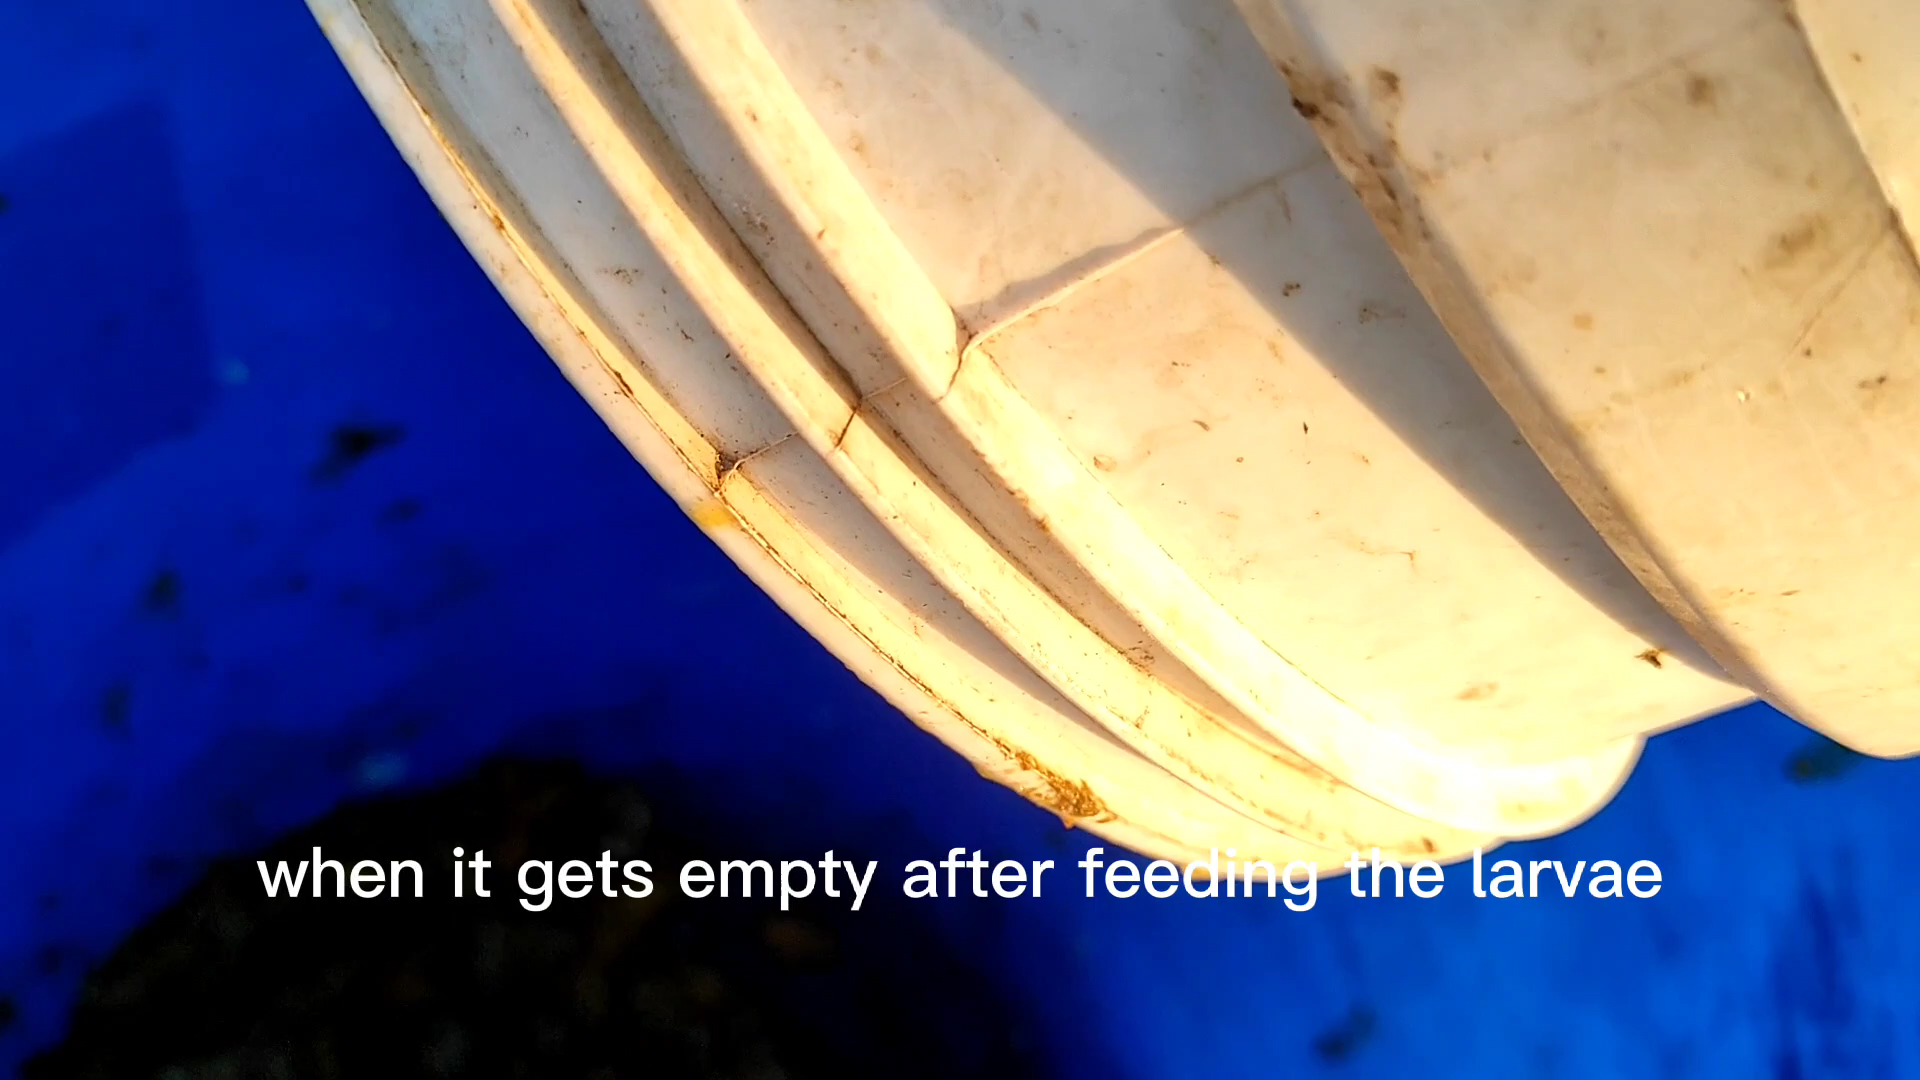 when it gets empty after feeding the larvae